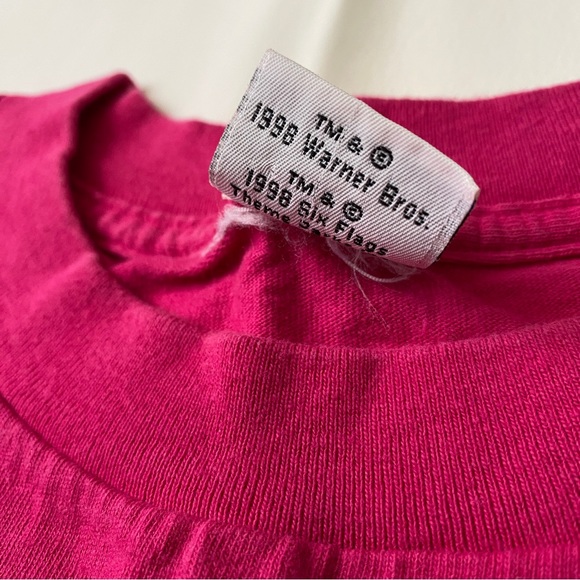 TM & ©
1998 Warner Bros.
TM & ©
1998 Six Flags
Theme